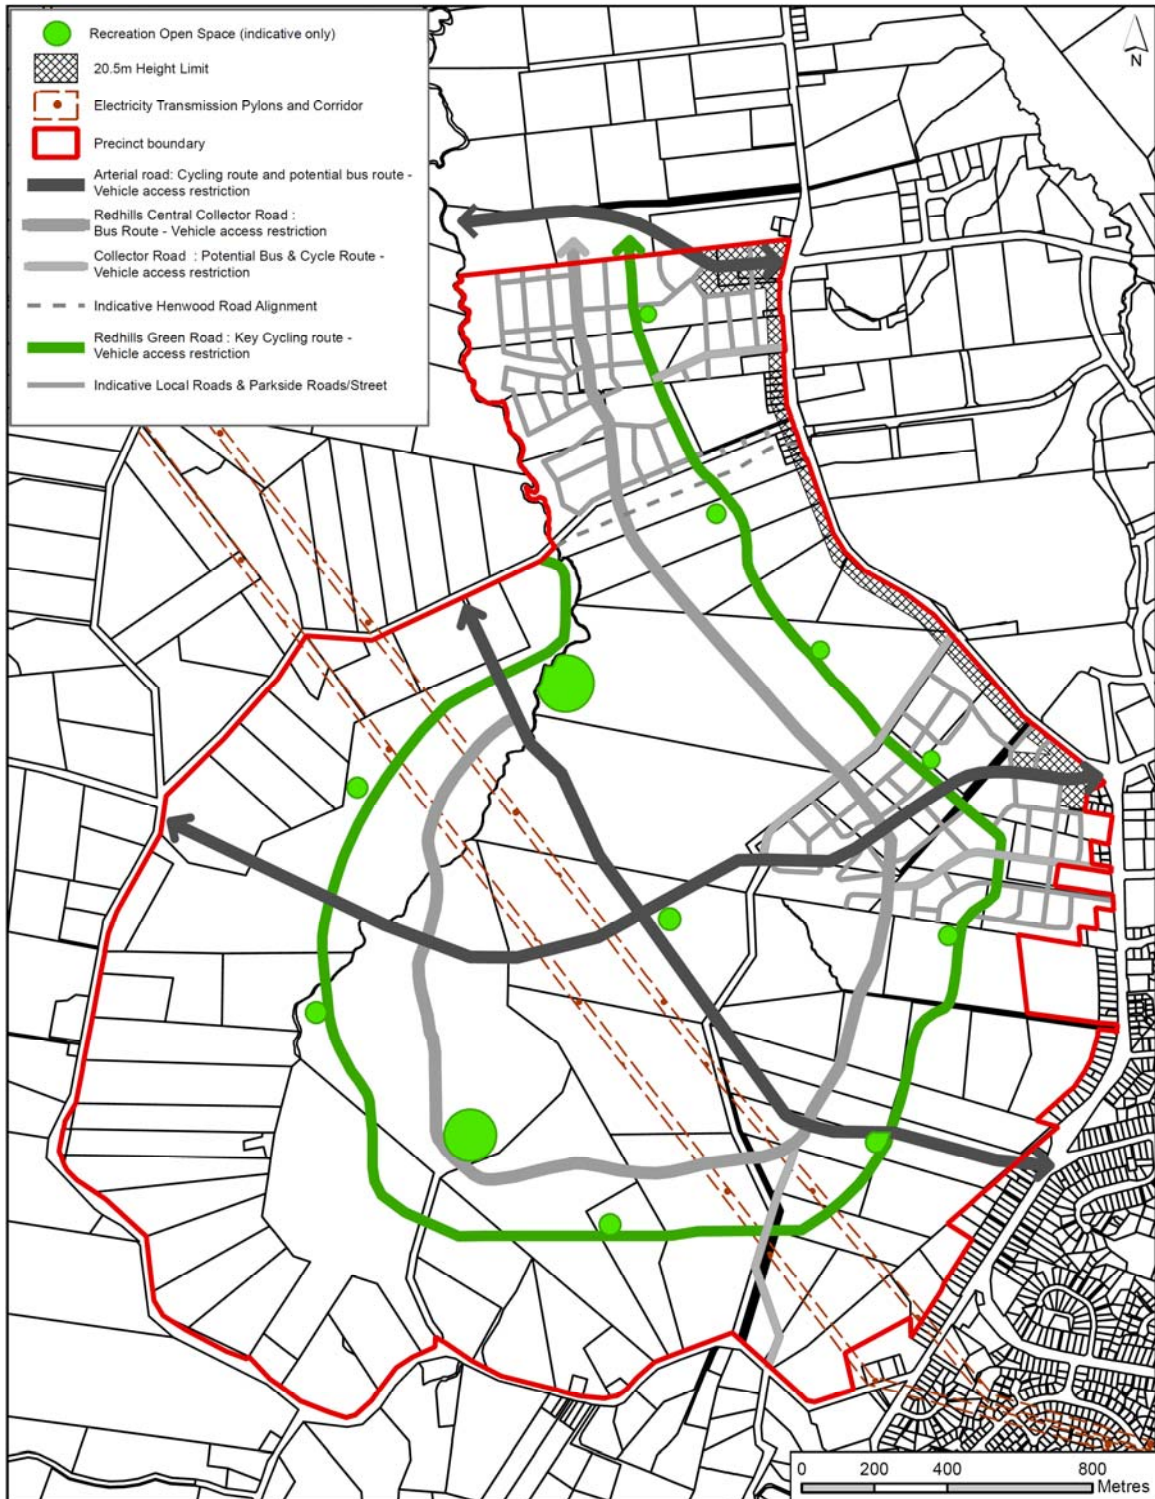 Recreation Open Space (indicative only)
20.5m Height Limit
Electricity Transmission Pylons and Corridor
Precinct boundary
Arterial road: Cycling route and potential bus route -
Vehicle access restriction
Redhills Central Collector Road :
Bus Route - Vehicle access restriction
Collector Road : Potential Bus & Cycle Route -
Vehicle access restriction
Indicative Henwood Road Alignment
Redhills Green Road : Key Cycling route -
Vehicle access restriction
Indicative Local Roads & Parkside Roads/Street
N
0 200 400 800
Metres